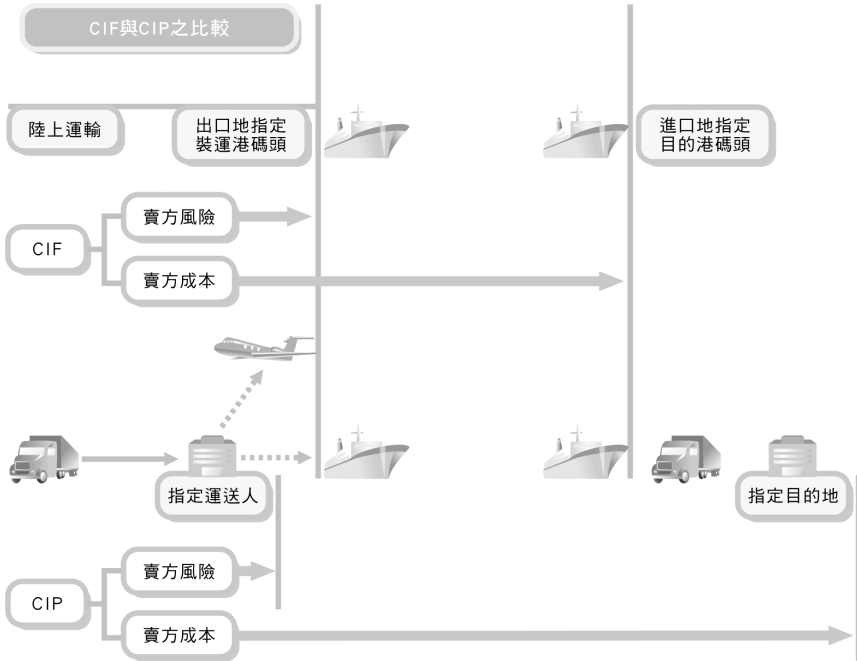 CIF與CIP之比較
陸上運輸
出口地指定
裝運港碼頭
進口地指定
目的港碼頭
CIF
賣方風險
賣方成本
指定運送人
指定目的地
CIP
賣方風險
賣方成本